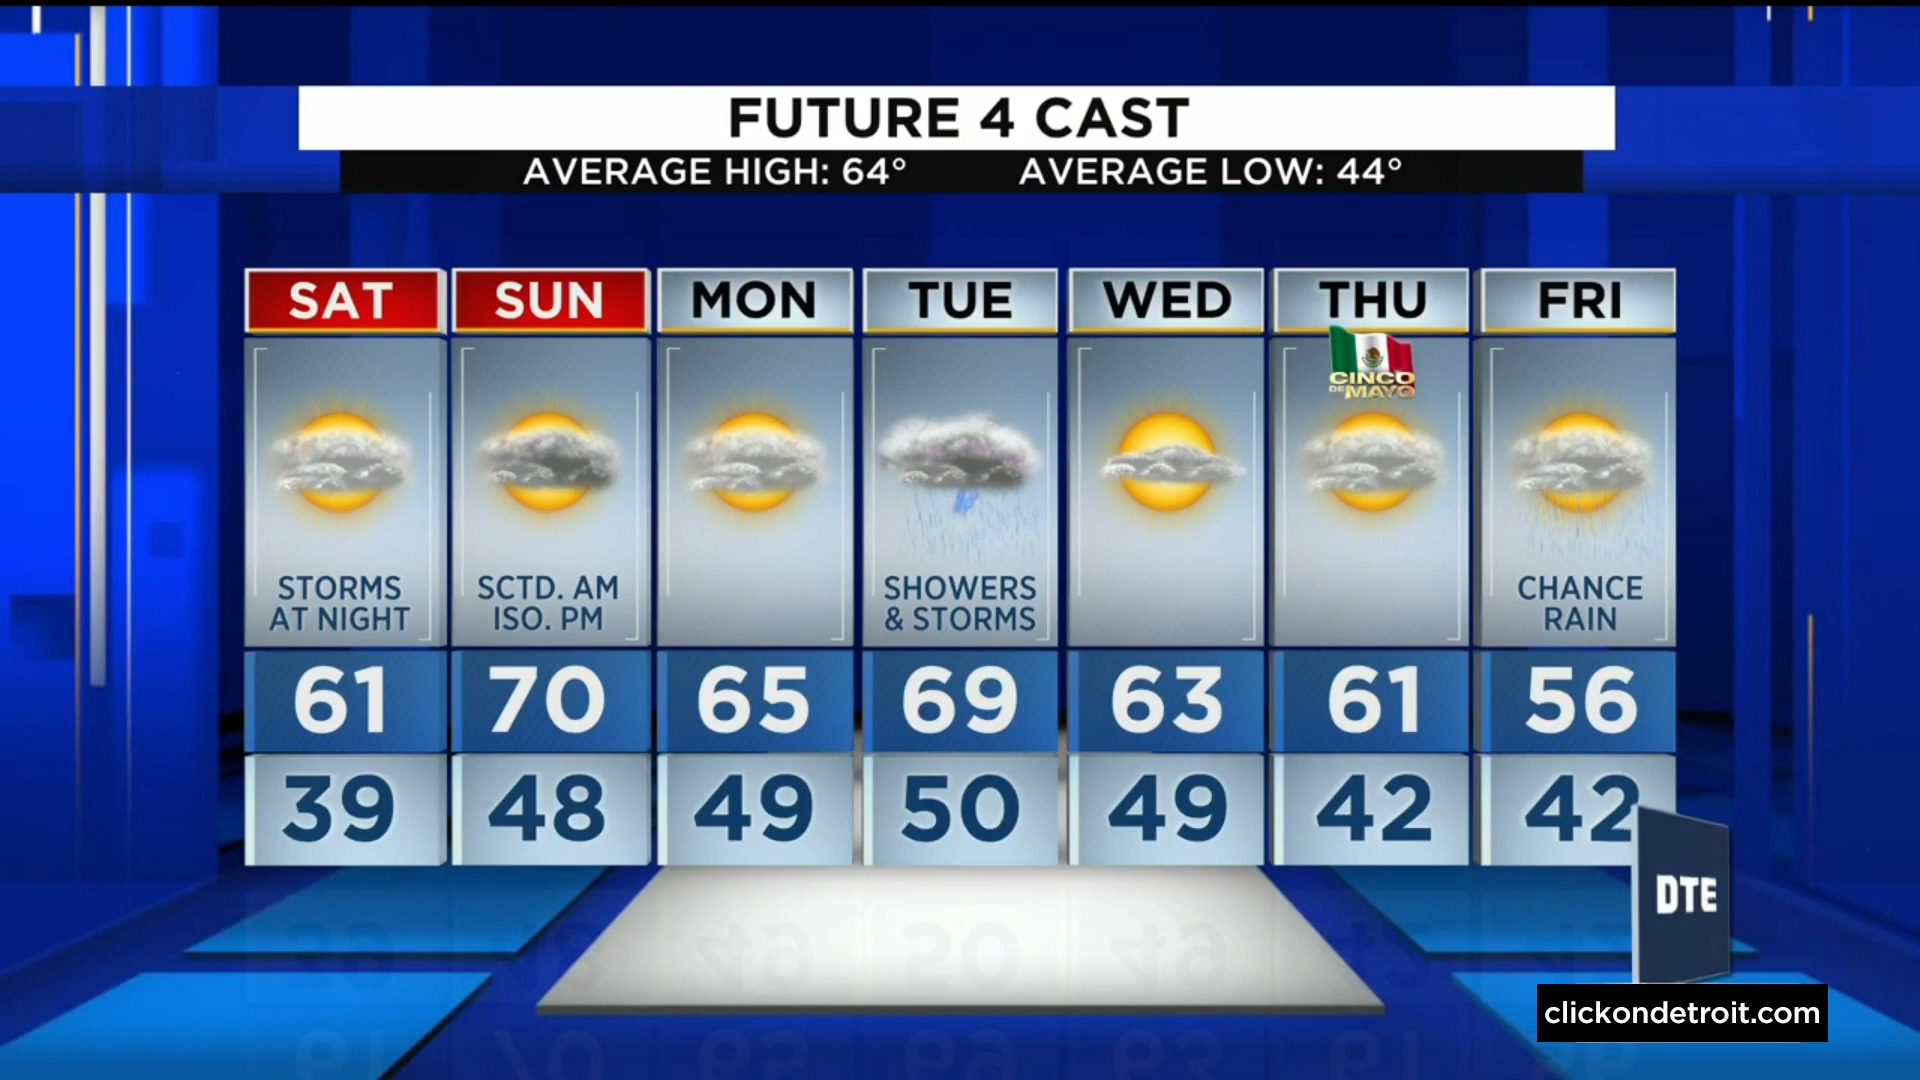 FUTURE 4 CAST
AVERAGE HIGH: 64° AVERAGE LOW: 44°
SAT SUN MON TUE WED THU FRI
CINCO
DE MAYO
STORMS
AT NIGHT
SCTD. AM
ISO. PM
SHOWERS
& STORMS
CHANCE
RAIN
61 70 65 69 63 61 56
39 48 49 50 49 42 42
DTE
clickondetroit.com